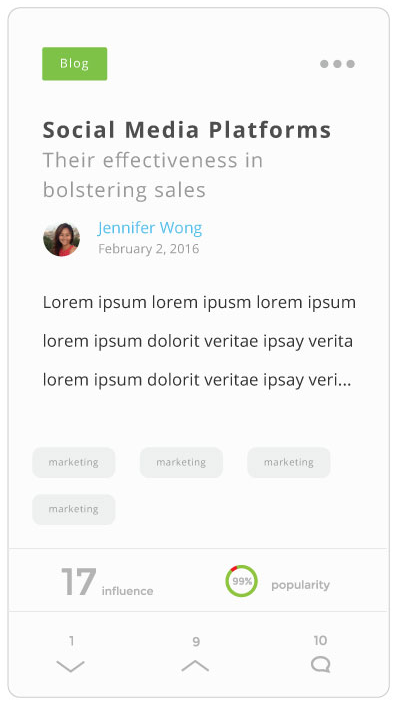 Blog
Social Media Platforms
Their effectiveness in
bolstering sales
Jennifer Wong
February 2, 2016
Lorem ipsum lorem ipusm lorem ipsum
lorem ipsum dolorit veritae ipsay verita
lorem ipsum dolorit veritae ipsay veri...
marketing marketing marketing
marketing
17 influence 99% popularity
1 9 10